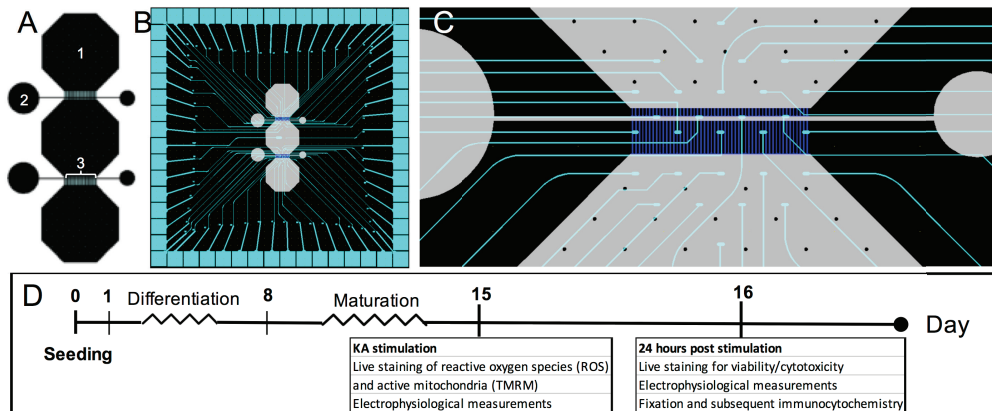 A
B
C
1
2
3
D
0 1 8 15 16
Differentiation Maturation
Day
Seeding
KA stimulation
Live staining of reactive oxygen species (ROS)
and active mitochondria (TMRM)
Electrophysiological measurements
24 hours post stimulation
Live staining for viability/cytotoxicity
Electrophysiological measurements
Fixation and subsequent immunocytochemistry